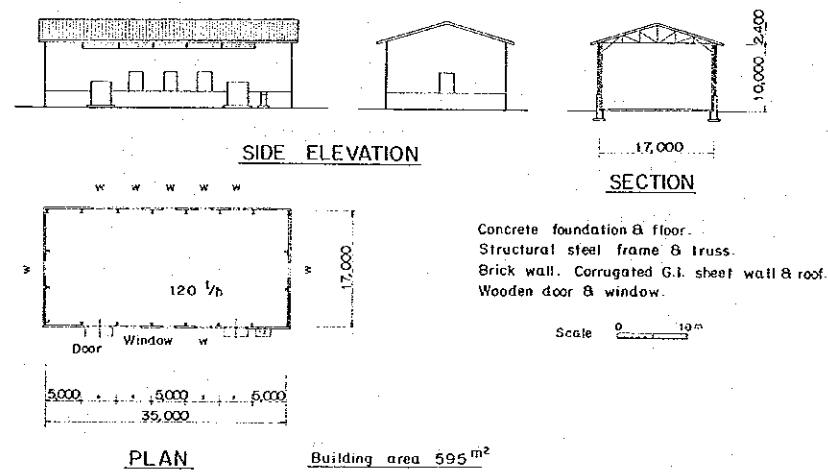 2,400
10,000
17,000
SIDE ELEVATION
SECTION
w w w w w
Concrete foundation & floor.
Structural steel frame & truss.
Brick wall. Corrugated G.I. sheet wall & roof.
Wooden door & window.
w
w
17,000
120 t/h
Scale 0 10 m
Door
Window
w
5,000 5,000 5,000
35,000
PLAN
Building area 595 m²